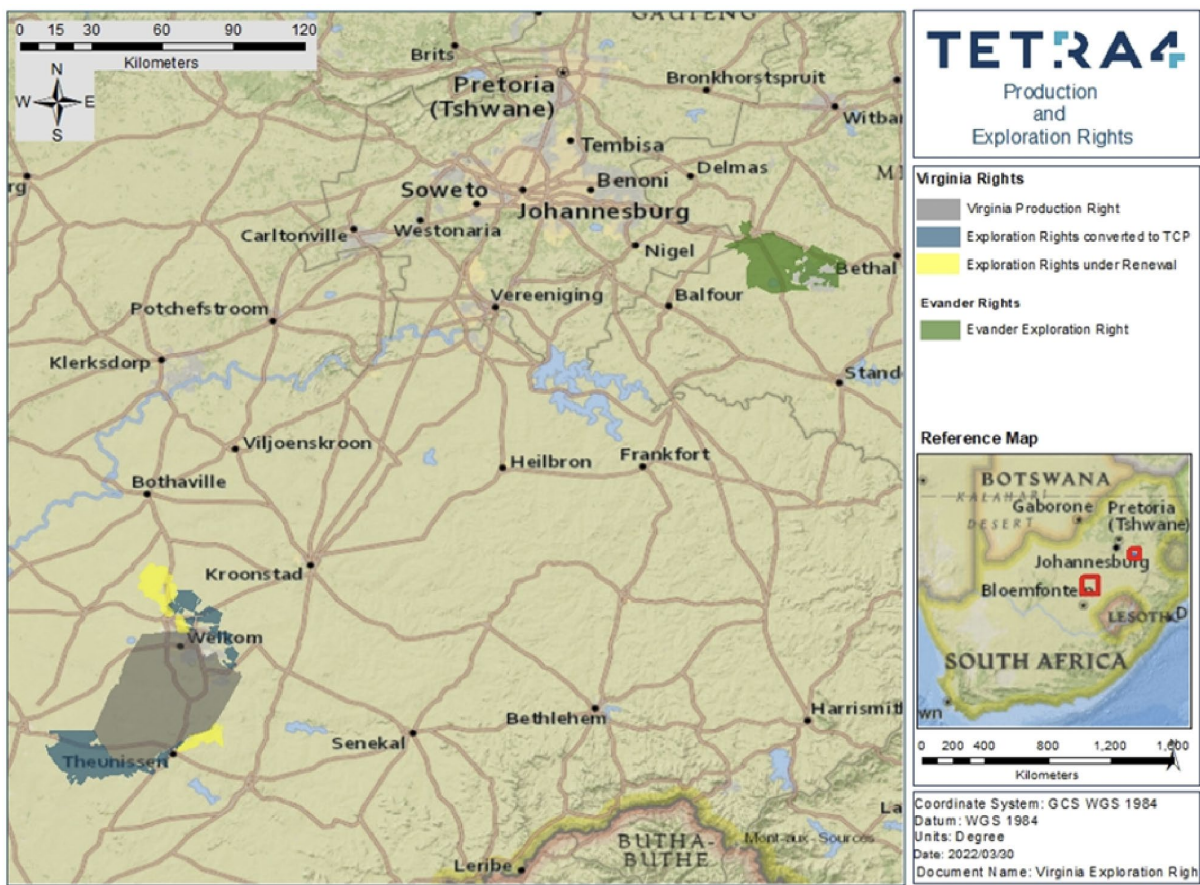 0 15 30 60 90 120
Kilometers
N
W E
S
GAUTENG
Brits
Pretoria
(Tshwane)
Bronkhorstspruit
Witban
Tembisa
Delmas
Soweto
Benoni
Johannesburg
Carltonville
Westonaria
Nigel
Bethal
Vereeniging
Balfour
Potchefstroom
Klerksdorp
Stand
Viljoenskroon
Heilbron
Frankfort
Bothaville
Kroonstad
Welkom
Bethlehem
Harrismith
Senekal
Theunissen
BUTHA-
BUTHE
Mont-aux-Sources
La
Leribe
TETRA4
Production
and
Exploration Rights
Virginia Rights
Virginia Production Right
Exploration Rights converted to TCP
Exploration Rights under Renewal
Evander Rights
Evander Exploration Right
Reference Map
BOTSWANA
KALAHARI
DESERT
Gaborone
Pretoria
(Tshwane)
Johannesburg
Bloemfontein
LESOTHO
D
SOUTH AFRICA
wn
0 200 400 800 1,200 1,600
Kilometers
Coordinate System: GCS WGS 1984
Datum: WGS 1984
Units: Degree
Date: 2022/03/30
Document Name: Virginia Exploration Righ